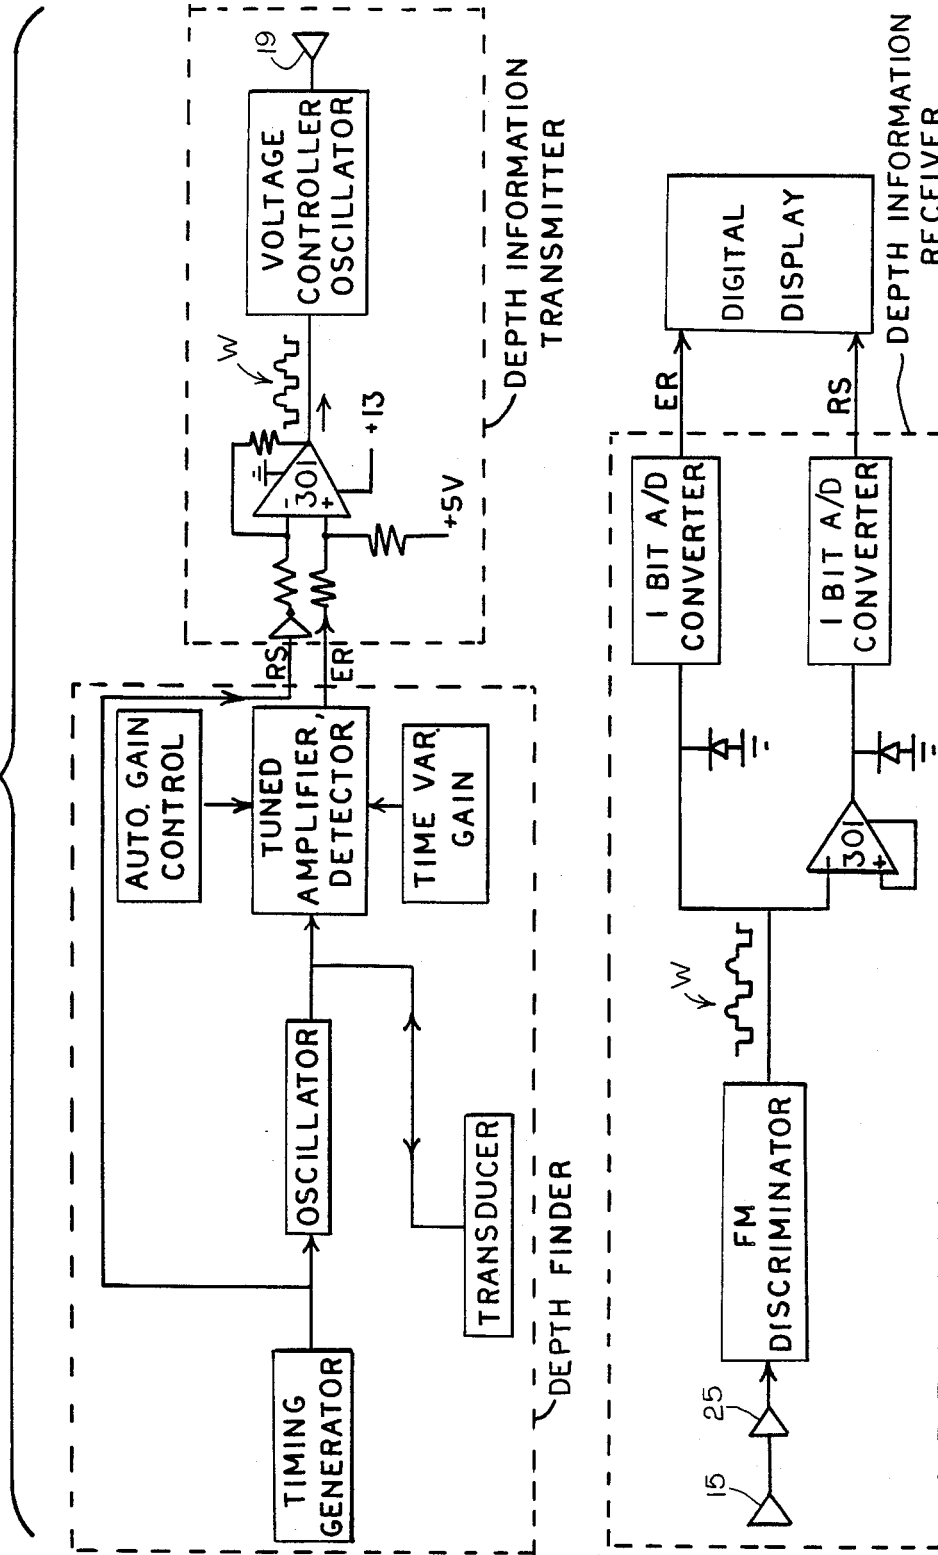 TIMING
GENERATOR
OSCILLATOR
TRANSDUCER
AUTO. GAIN
CONTROL
TUNED
AMPLIFIER,
DETECTOR
TIME VAR.
GAIN
DEPTH FINDER
RS
ER
-
301
+
+13
+5V
W
VOLTAGE
CONTROLLER
OSCILLATOR
19
DEPTH INFORMATION
TRANSMITTER
15
25
FM
DISCRIMINATOR
W
-
301
+
1 BIT A/D
CONVERTER
1 BIT A/D
CONVERTER
ER
RS
DIGITAL
DISPLAY
DEPTH INFORMATION
RECEIVER